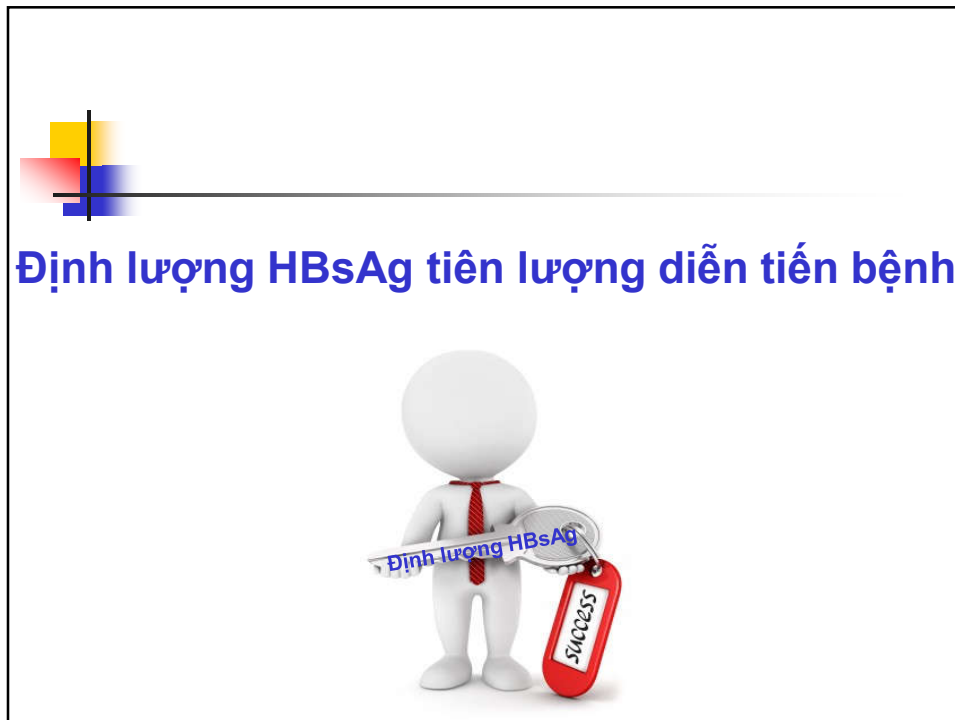 Định lượng HBsAg tiên lượng diễn tiến bệnh
Định lượng HBsAg
success